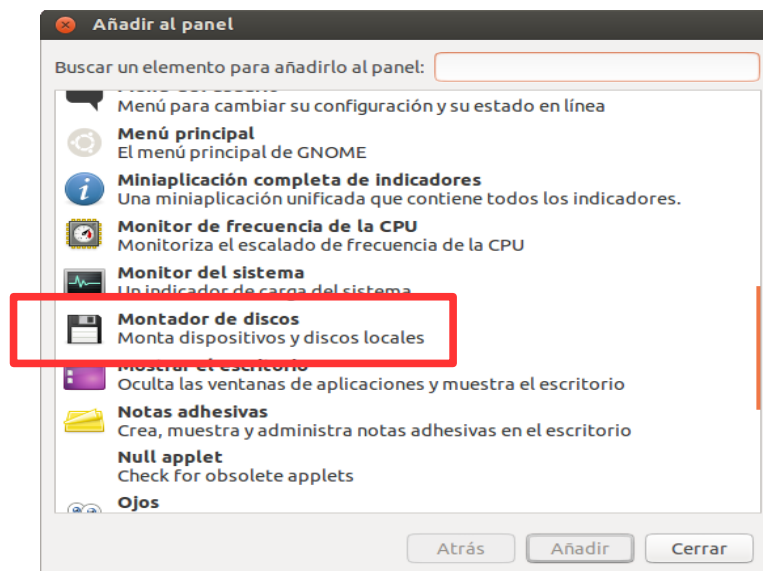 Añadir al panel
Buscar un elemento para añadirlo al panel:
Menú para cambiar su configuración y su estado en línea
Menú principal
El menú principal de GNOME
Miniaplicación completa de indicadores
Una miniaplicación unificada que contiene todos los indicadores.
Monitor de frecuencia de la CPU
Monitoriza el escalado de frecuencia de la CPU
Monitor del sistema
Un indicador de carga del sistema
Montador de discos
Monta dispositivos y discos locales
Mostrar el escritorio
Oculta las ventanas de aplicaciones y muestra el escritorio
Notas adhesivas
Crea, muestra y administra notas adhesivas en el escritorio
Null applet
Check for obsolete applets
Ojos
Atrás Añadir Cerrar